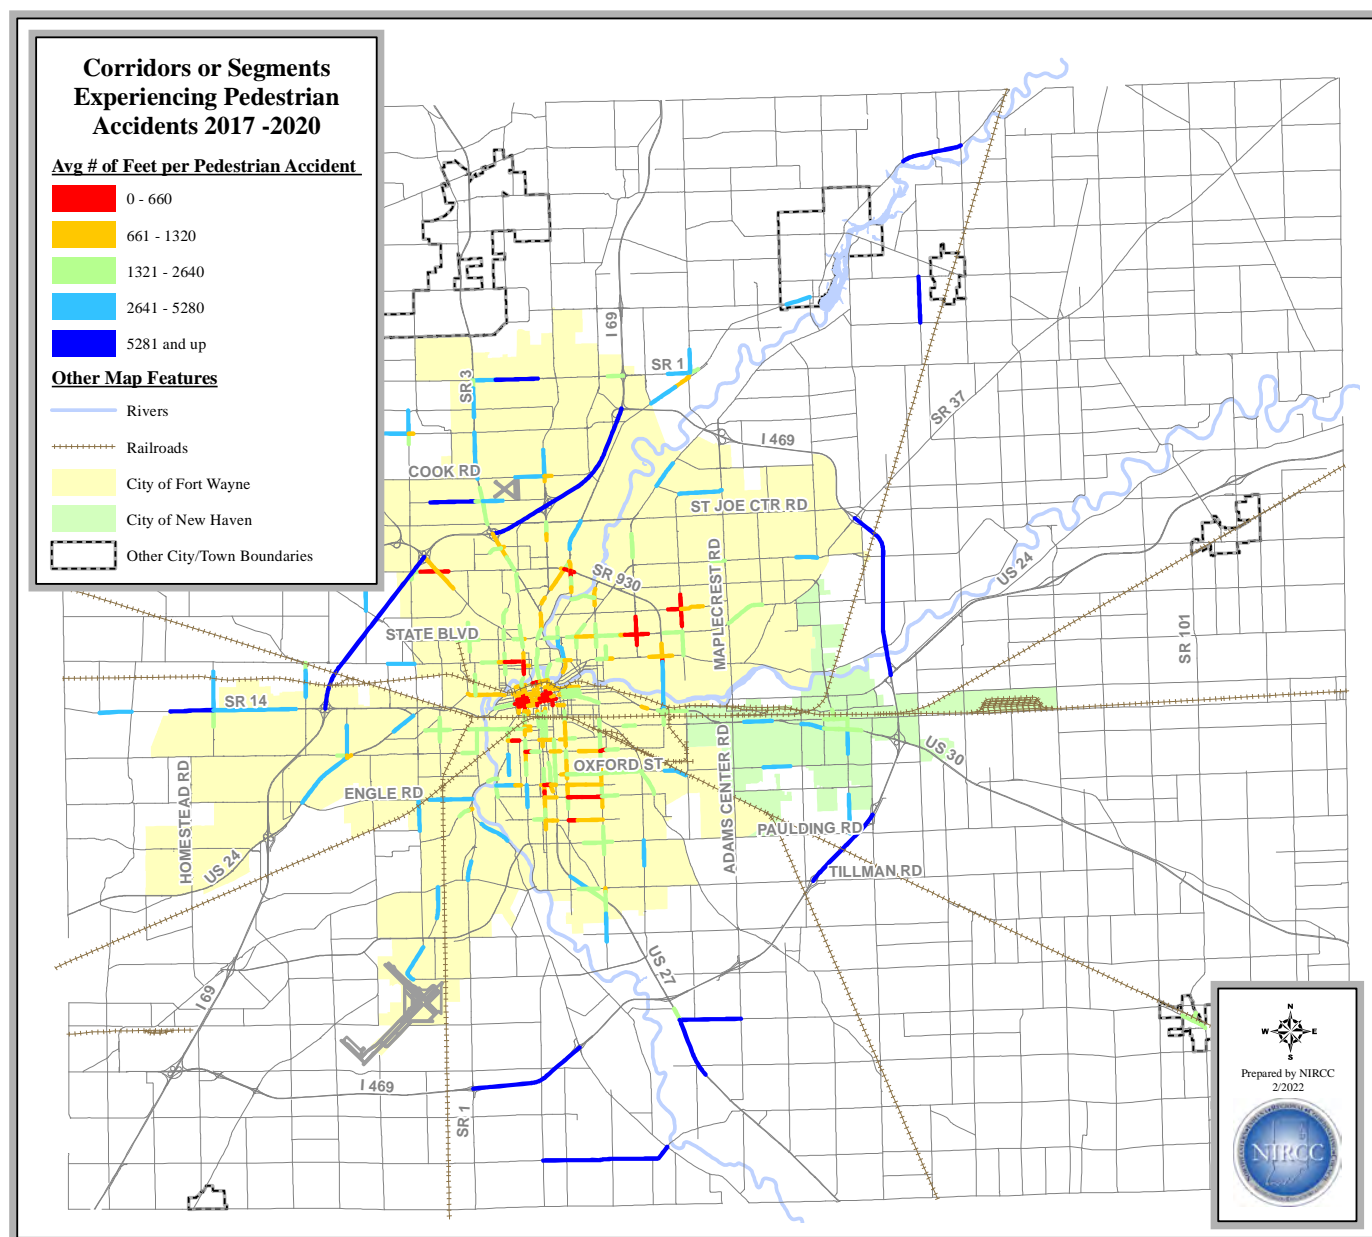 Corridors or Segments
Experiencing Pedestrian
Accidents 2017 -2020
Avg # of Feet per Pedestrian Accident
0 - 660
661 - 1320
1321 - 2640
2641 - 5280
5281 and up
Other Map Features
Rivers
Railroads
City of Fort Wayne
City of New Haven
Other City/Town Boundaries
I 69
SR 1
SR 3
SR 37
I 469
COOK RD
ST JOE CTR RD
US 24
SR 930
MAPLECREST RD
STATE BLVD
SR 101
SR 14
US 30
ADAMS CENTER RD
OXFORD ST
HOMESTEAD RD
ENGLE RD
PAULDING RD
US 24
TILLMAN RD
US 27
I 69
I 469
SR 1
N
W
E
S
Prepared by NIRCC
2/2022
NIRCC